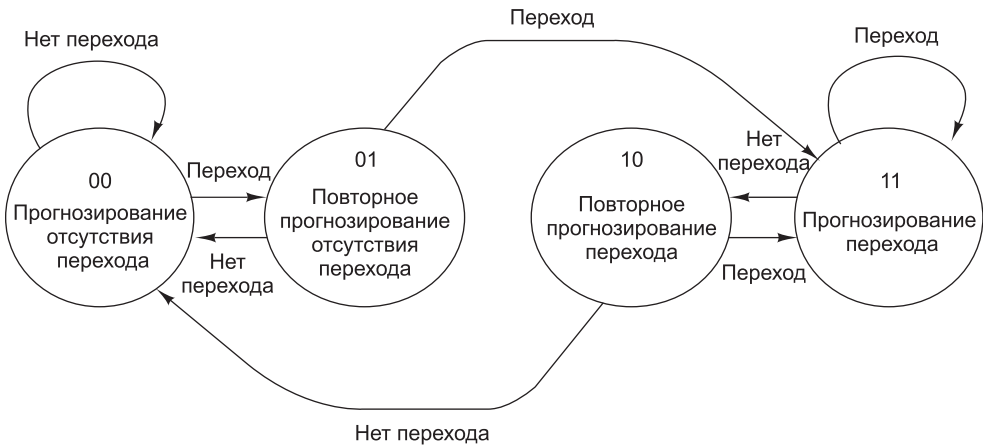 Переход
Нет перехода
Переход
00
Прогнозирование
отсутствия
перехода
Переход
Нет
перехода
01
Повторное
прогнозирование
отсутствия
перехода
10
Повторное
прогнозирование
перехода
Нет
перехода
Переход
11
Прогнозирование
перехода
Нет перехода